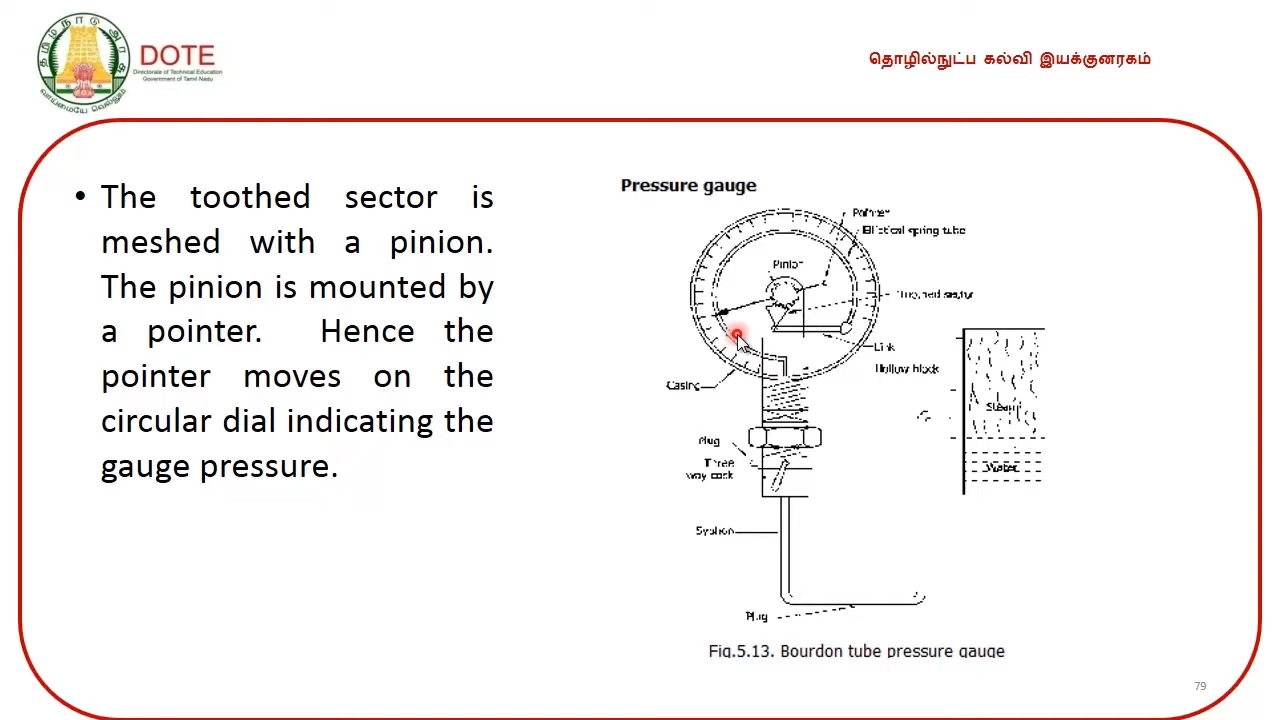 தமிழ்நாடு அரசு
வாய்மையே வெல்லும்
DOTE
Directorate of Technical Education
Government of Tamil Nadu
தொழில்நுட்ப கல்வி இயக்குனரகம்
• The toothed sector is
meshed with a pinion.
The pinion is mounted by
a pointer. Hence the
pointer moves on the
circular dial indicating the
gauge pressure.
Pressure gauge
Pointer
Elliptical spring tube
Pinion
Toothed sector
Link
Casing
Hollow block
Steam
Plug
Three
way cock
Water
Syphon
Plug
Fig.5.13. Bourdon tube pressure gauge
79